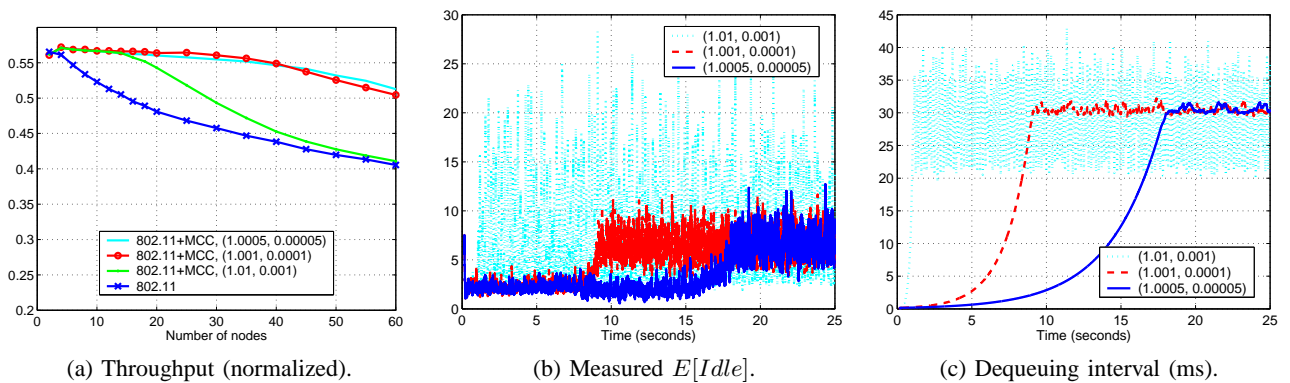 0.55
0.5
0.45
0.4
0.35
0.3
0.25
0.2
0 10 20 30 40 50 60
Number of nodes
802.11+MCC, (1.0005, 0.00005)
802.11+MCC, (1.001, 0.0001)
802.11+MCC, (1.01, 0.001)
802.11
(a) Throughput (normalized).
30
25
20
15
10
5
0
0 5 10 15 20 25
Time (seconds)
(1.01, 0.001)
(1.001, 0.0001)
(1.0005, 0.00005)
(b) Measured E[Idle].
45
40
35
30
25
20
15
10
5
0
0 5 10 15 20 25
Time (seconds)
(1.01, 0.001)
(1.001, 0.0001)
(1.0005, 0.00005)
(c) Dequeuing interval (ms).